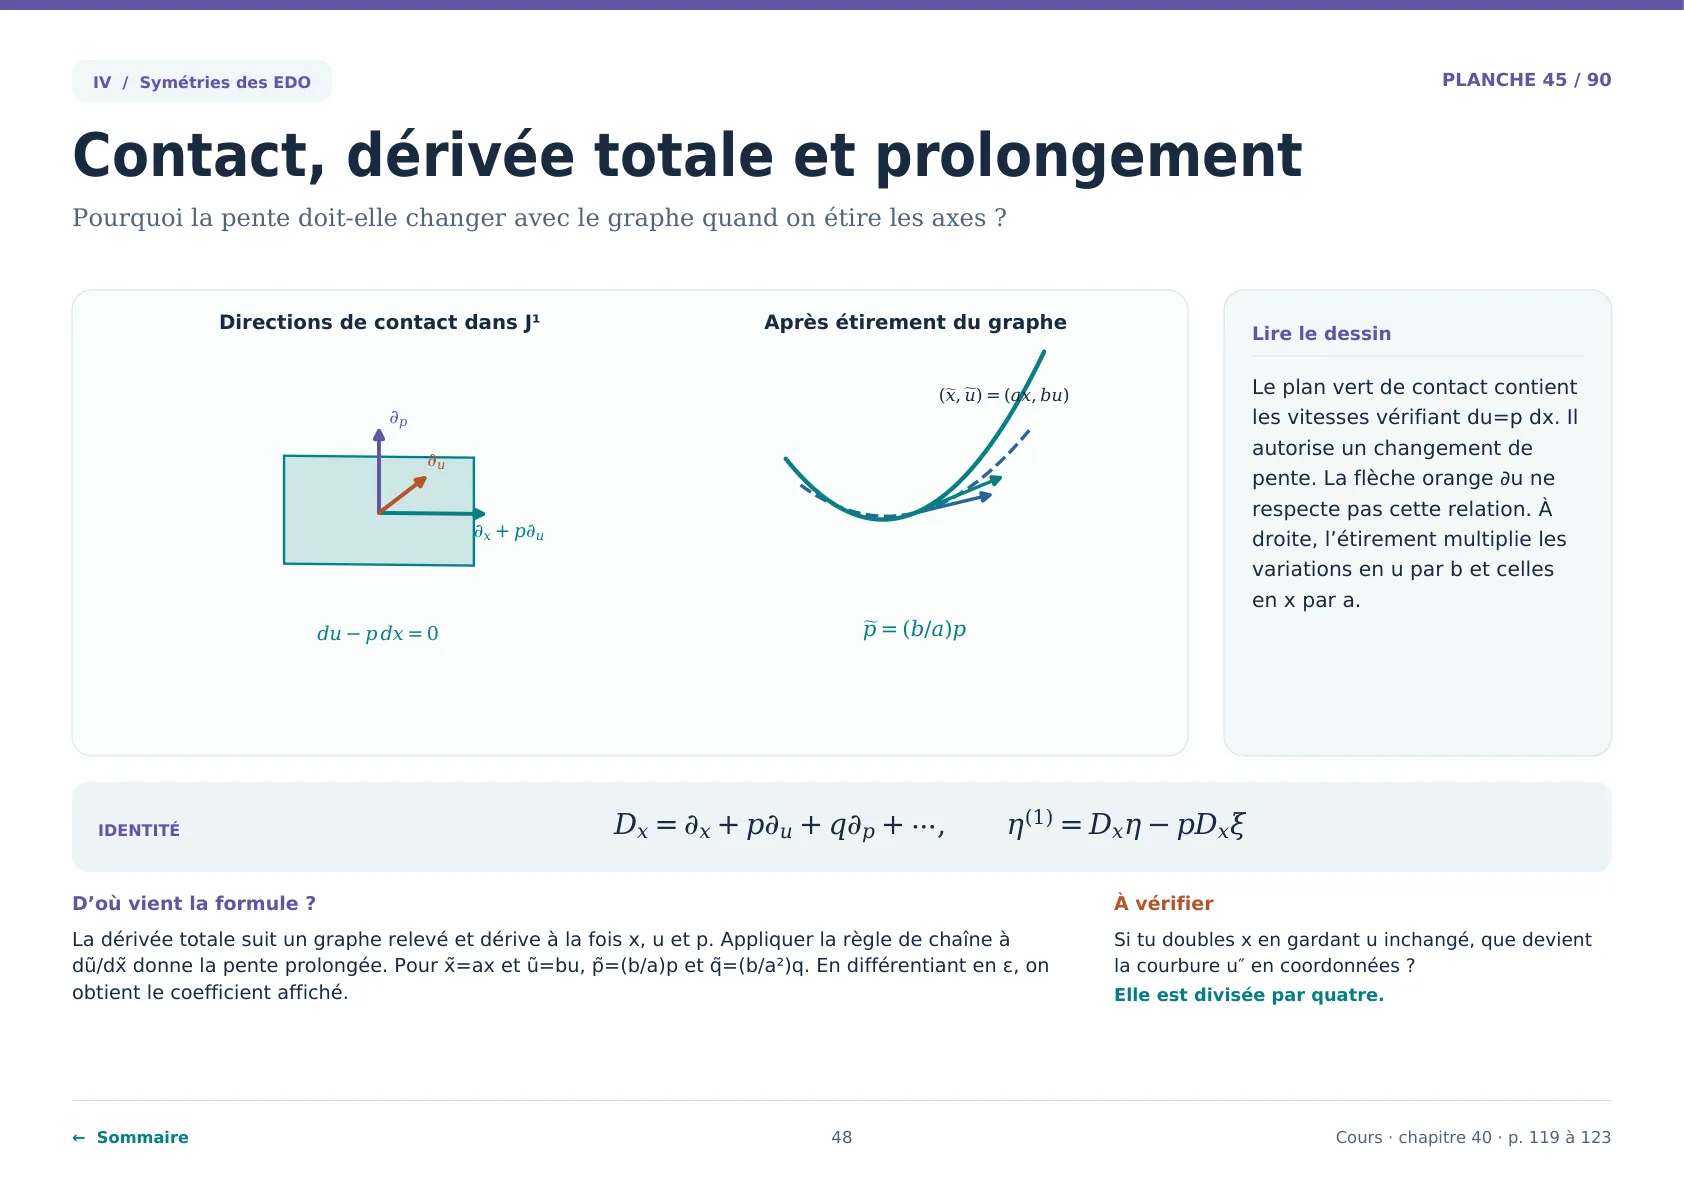 IV / Symétries des EDO
PLANCHE 45 / 90
Contact, dérivée totale et prolongement
Pourquoi la pente doit-elle changer avec le graphe quand on étire les axes ?
Directions de contact dans J¹
∂ₚ
∂ᵤ
∂ₓ + p∂ᵤ
du − p dx = 0
Après étirement du graphe
(x̃, ũ) = (ax, bu)
p̃ = (b/a)p
Lire le dessin
Le plan vert de contact contient
les vitesses vérifiant du=p dx. Il
autorise un changement de
pente. La flèche orange ∂u ne
respecte pas cette relation. À
droite, l’étirement multiplie les
variations en u par b et celles
en x par a.
IDENTITÉ
Dₓ = ∂ₓ + p∂ᵤ + q∂ₚ + ⋯, η⁽¹⁾ = Dₓη − pDₓξ
D’où vient la formule ?
La dérivée totale suit un graphe relevé et dérive à la fois x, u et p. Appliquer la règle de chaîne à
dũ/dx̃ donne la pente prolongée. Pour x̃=ax et ũ=bu, p̃=(b/a)p et q̃=(b/a²)q. En différentiant en ε, on
obtient le coefficient affiché.
À vérifier
Si tu doubles x en gardant u inchangé, que devient
la courbure u″ en coordonnées ?
Elle est divisée par quatre.
← Sommaire
48
Cours · chapitre 40 · p. 119 à 123